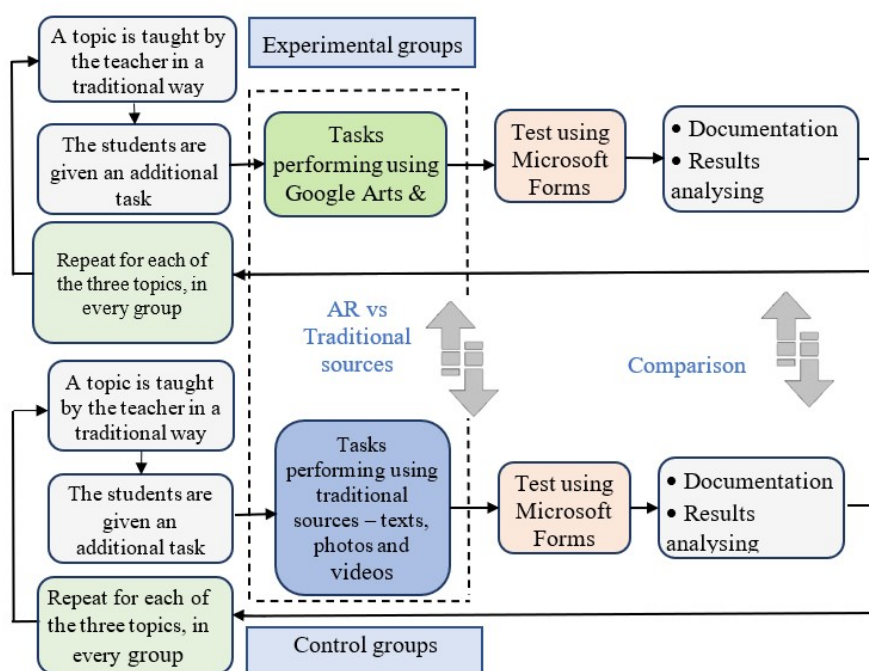 A topic is taught by
the teacher in a
traditional way
Experimental groups
The students are
given an additional
task
Tasks
performing using
Google Arts &
Test using
Microsoft
Forms
• Documentation
• Results
analysing
Repeat for each of
the three topics, in
every group
AR vs
Traditional
sources
Comparison
A topic is taught
by the teacher in a
traditional way
The students are
given an
additional task
Tasks
performing using
traditional
sources – texts,
photos and
videos
Test using
Microsoft
Forms
• Documentation
• Results
analysing
Repeat for each of
the three topics, in
every group
Control groups